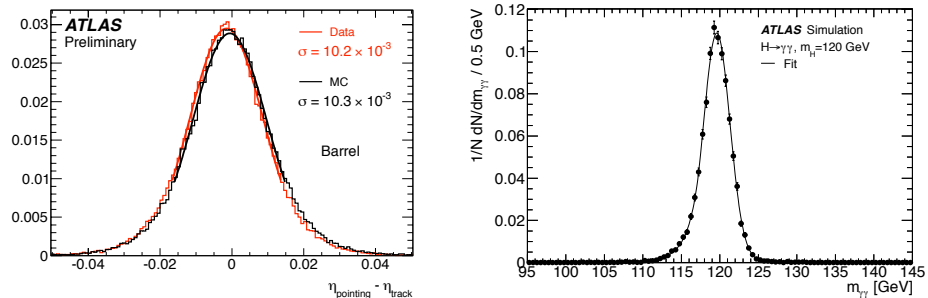 ATLAS
Preliminary
Data
σ = 10.2 × 10⁻³
MC
σ = 10.3 × 10⁻³
Barrel
0.03
0.025
0.02
0.015
0.01
0.005
0
-0.04 -0.02 0 0.02 0.04
η_pointing - η_track
1/N dN/dm_γγ / 0.5 GeV
ATLAS Simulation
H→γγ, m_H=120 GeV
Fit
0.12
0.1
0.08
0.06
0.04
0.02
0
95 100 105 110 115 120 125 130 135 140 145
m_γγ [GeV]